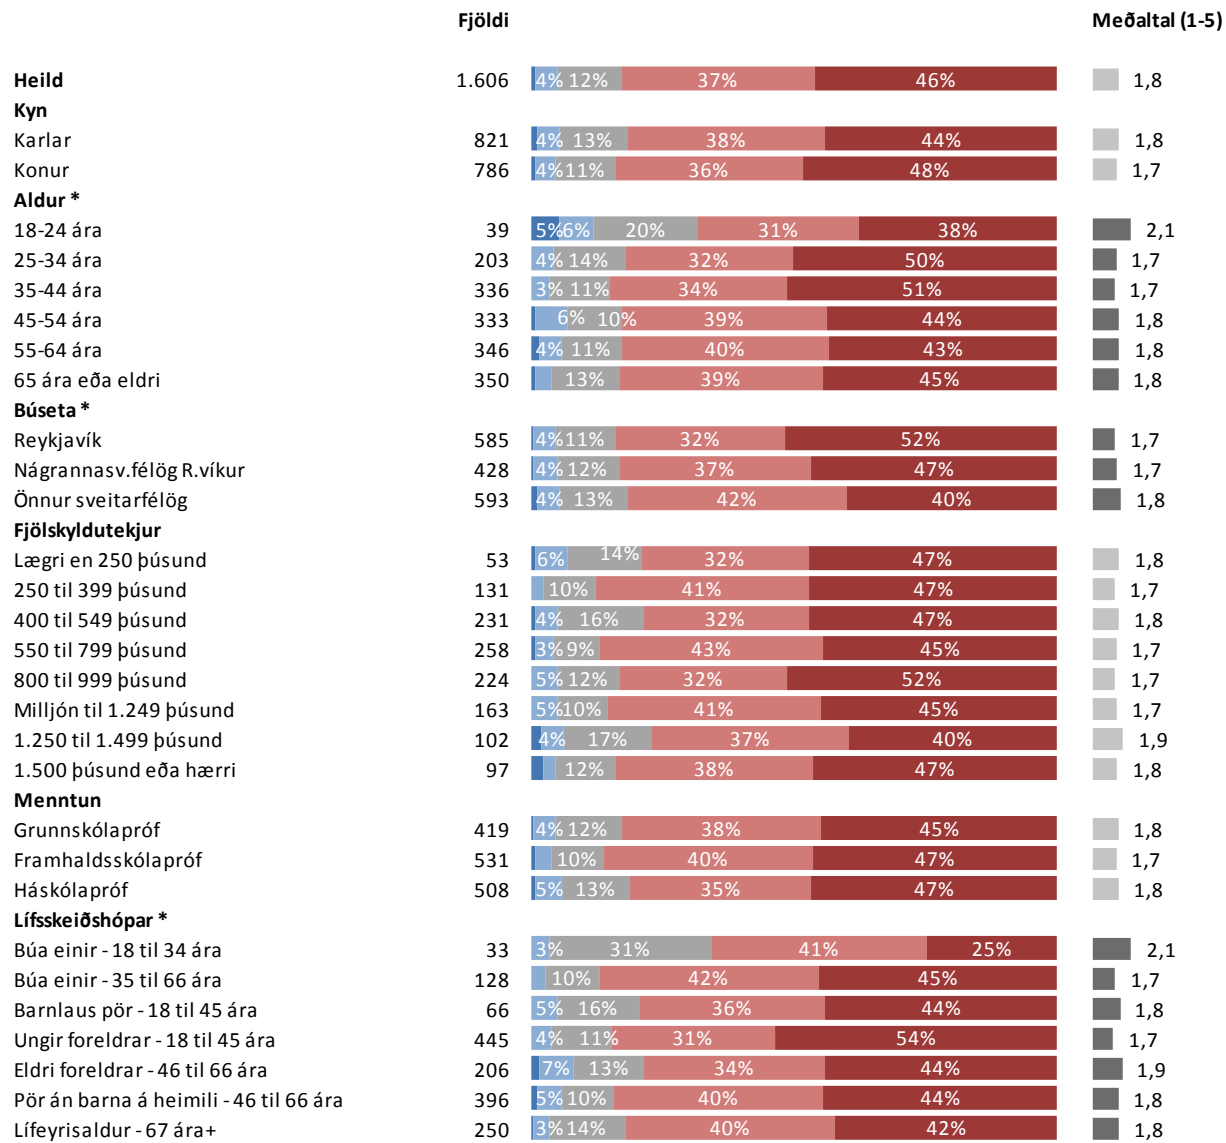 Fjöldi Meðaltal (1-5)
Heild 1.606 4% 12% 37% 46% 1,8
Kyn
Karlar 821 4% 13% 38% 44% 1,8
Konur 786 4% 11% 36% 48% 1,7
Aldur *
18-24 ára 39 5% 6% 20% 31% 38% 2,1
25-34 ára 203 4% 14% 32% 50% 1,7
35-44 ára 336 3% 11% 34% 51% 1,7
45-54 ára 333 6% 10% 39% 44% 1,8
55-64 ára 346 4% 11% 40% 43% 1,8
65 ára eða eldri 350 13% 39% 45% 1,8
Búseta *
Reykjavík 585 4% 11% 32% 52% 1,7
Nágrannasv.félög R.víkur 428 4% 12% 37% 47% 1,7
Önnur sveitarfélög 593 4% 13% 42% 40% 1,8
Fjölskyldutekjur
Lægri en 250 þúsund 53 6% 14% 32% 47% 1,8
250 til 399 þúsund 131 10% 41% 47% 1,7
400 til 549 þúsund 231 4% 16% 32% 47% 1,8
550 til 799 þúsund 258 3% 9% 43% 45% 1,7
800 til 999 þúsund 224 5% 12% 32% 52% 1,7
Milljón til 1.249 þúsund 163 5% 10% 41% 45% 1,7
1.250 til 1.499 þúsund 102 4% 17% 37% 40% 1,9
1.500 þúsund eða hærri 97 12% 38% 47% 1,8
Menntun
Grunnskólapróf 419 4% 12% 38% 45% 1,8
Framhaldsskólapróf 531 10% 40% 47% 1,7
Háskólapróf 508 5% 13% 35% 47% 1,8
Lífsskeiðshópar *
Búa einir - 18 til 34 ára 33 3% 31% 41% 25% 2,1
Búa einir - 35 til 66 ára 128 10% 42% 45% 1,7
Barnlaus pör - 18 til 45 ára 66 5% 16% 36% 44% 1,8
Ungir foreldrar - 18 til 45 ára 445 4% 11% 31% 54% 1,7
Eldri foreldrar - 46 til 66 ára 206 7% 13% 34% 44% 1,9
Pör án barna á heimili - 46 til 66 ára 396 5% 10% 40% 44% 1,8
Lífeyrisaldur - 67 ára+ 250 3% 14% 40% 42% 1,8